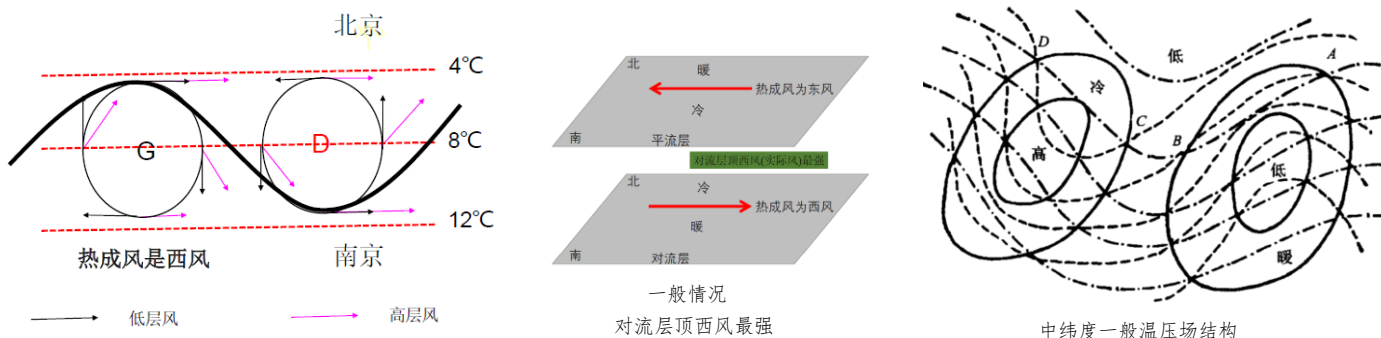 北京
4℃
G
D
8℃
12℃
热成风是西风
南京
低层风
高层风
北
暖
热成风为东风
冷
南
平流层
对流层顶西风(实际风)最强
北
冷
热成风为西风
暖
南
对流层
一般情况
对流层顶西风最强
D
低
A
冷
C
B
高
低
暖
中纬度一般温压场结构